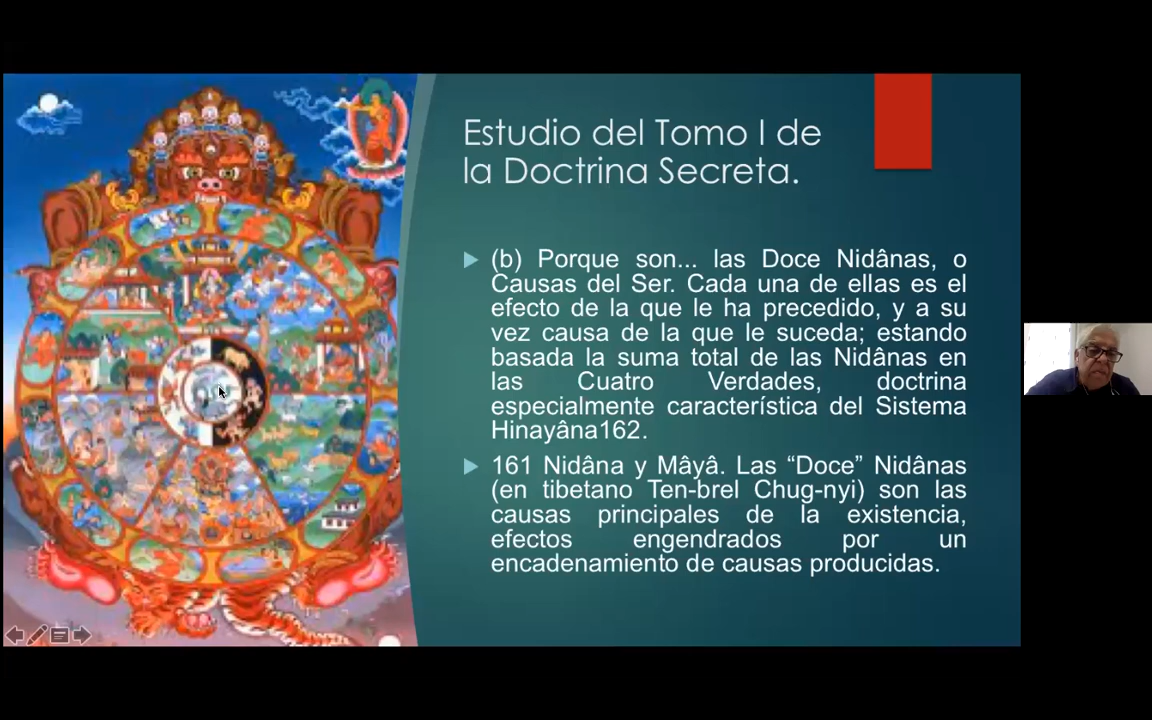 Estudio del Tomo I de
la Doctrina Secreta.
(b) Porque son... las Doce Nidânas, o
Causas del Ser. Cada una de ellas es el
efecto de la que le ha precedido, y a su
vez causa de la que le suceda; estando
basada la suma total de las Nidânas en
las Cuatro Verdades, doctrina
especialmente característica del Sistema
Hinayâna162.
161 Nidâna y Mâyâ. Las “Doce” Nidânas
(en tibetano Ten-brel Chug-nyi) son las
causas principales de la existencia,
efectos engendrados por un
encadenamiento de causas producidas.